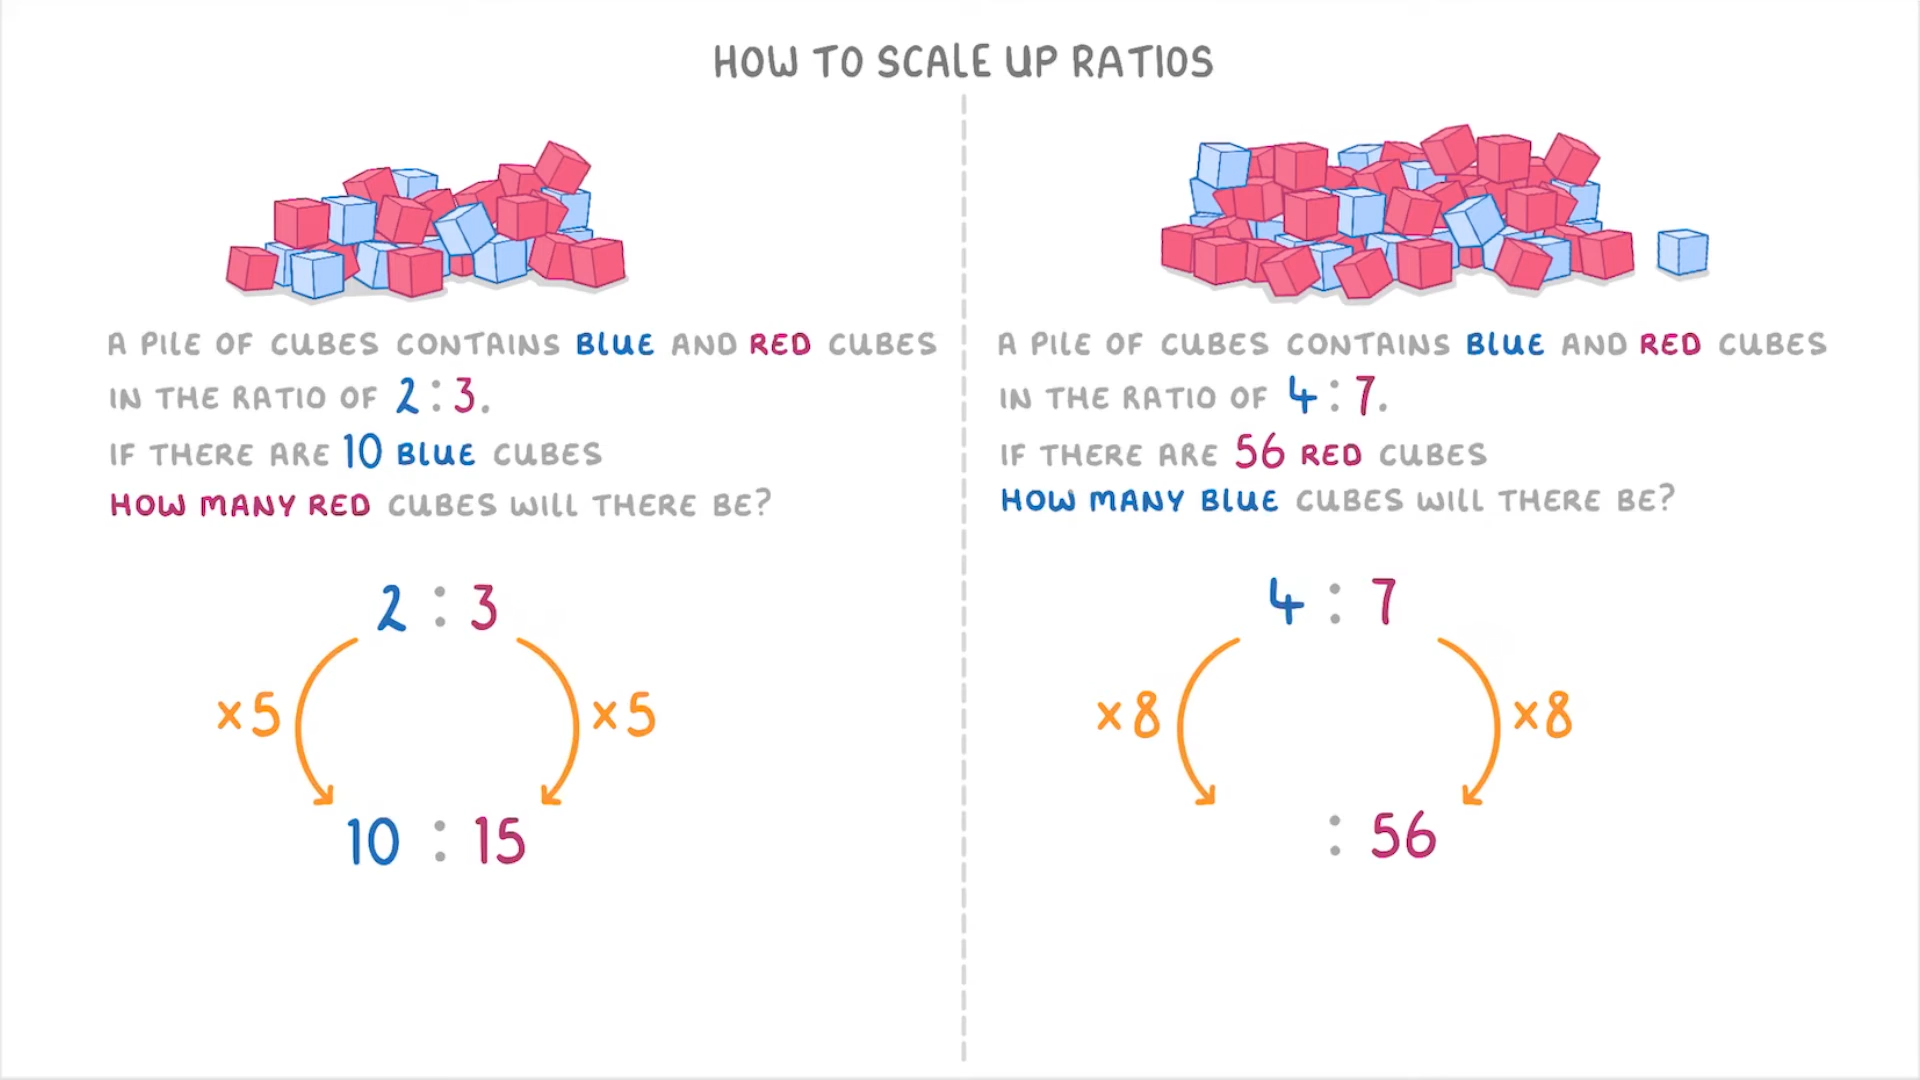 HOW TO SCALE UP RATIOS
A PILE OF CUBES CONTAINS BLUE AND RED CUBES
IN THE RATIO OF 2 : 3.
IF THERE ARE 10 BLUE CUBES
HOW MANY RED CUBES WILL THERE BE?
2 : 3
×5 ×5
10 : 15
A PILE OF CUBES CONTAINS BLUE AND RED CUBES
IN THE RATIO OF 4 : 7.
IF THERE ARE 56 RED CUBES
HOW MANY BLUE CUBES WILL THERE BE?
4 : 7
×8 ×8
: 56